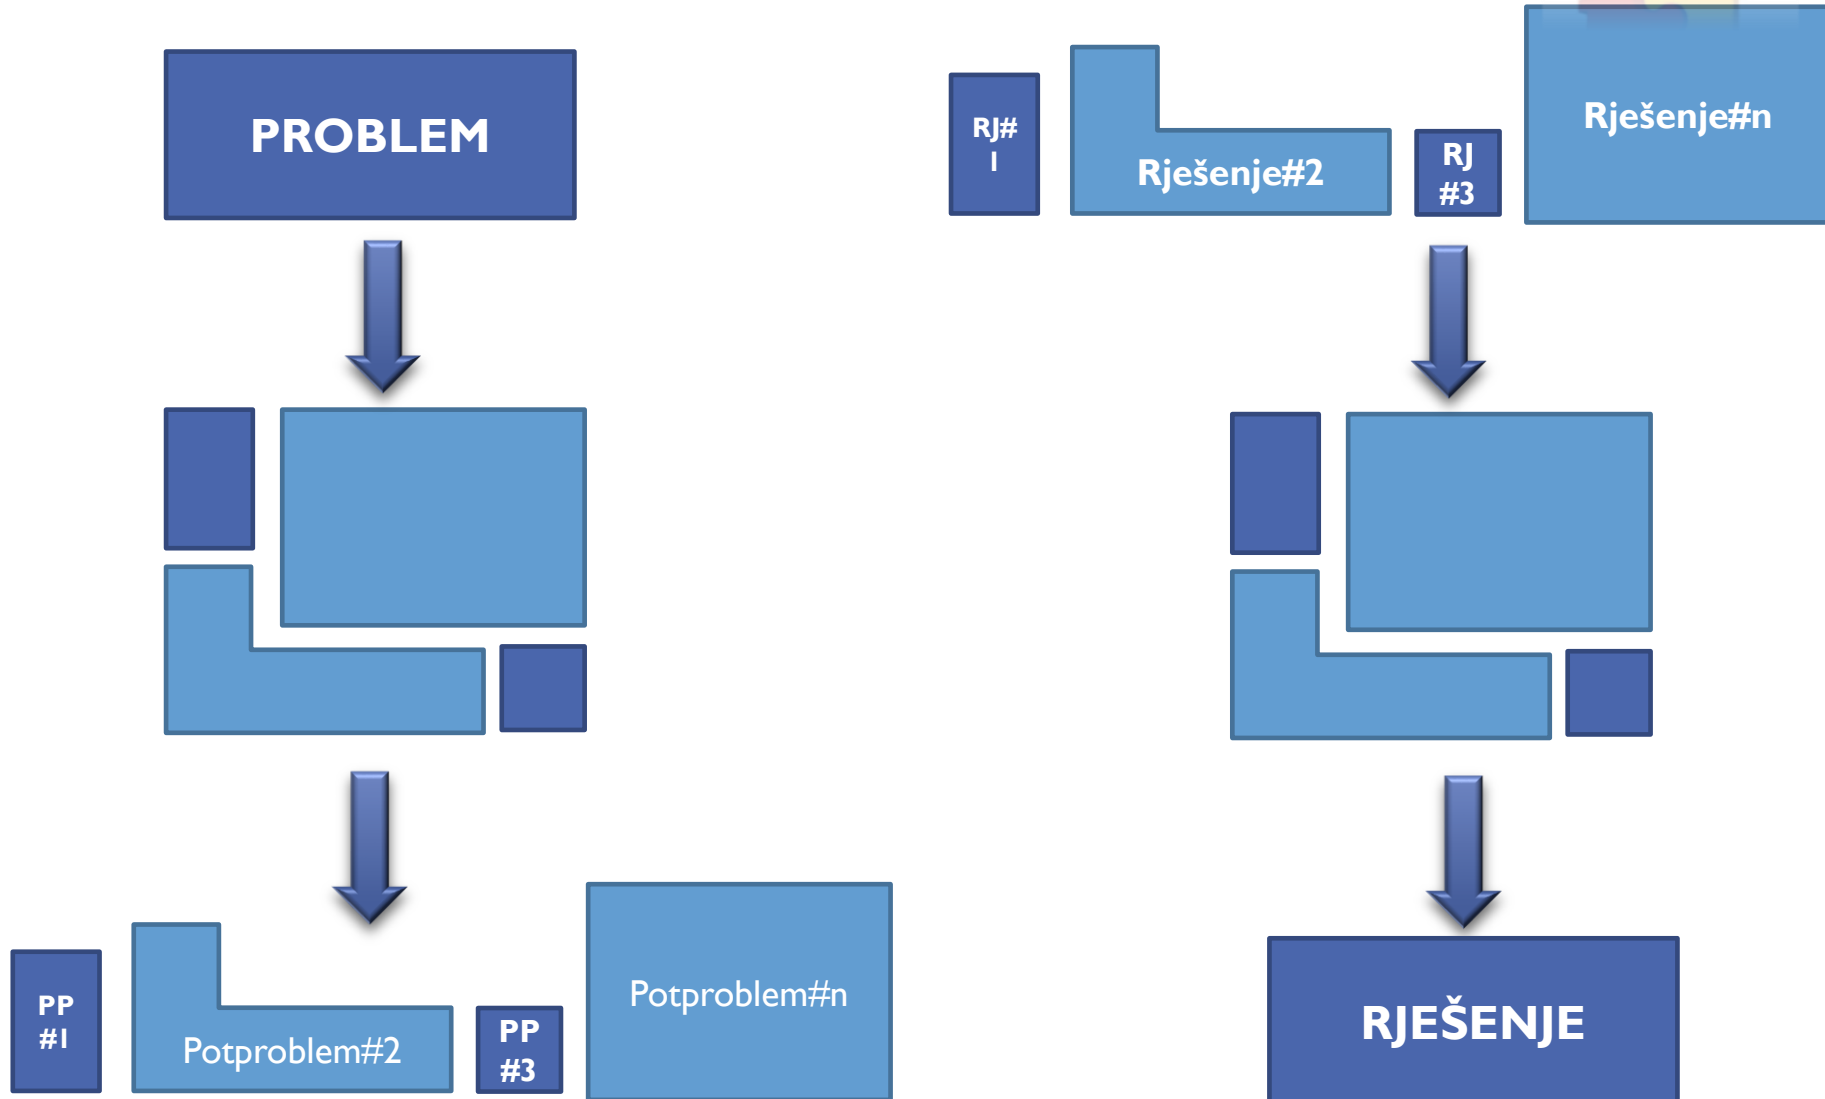 PROBLEM
PP
#1
Potproblem#2
PP
#3
Potproblem#n
RJ#
1
Rješenje#2
RJ
#3
Rješenje#n
RJEŠENJE